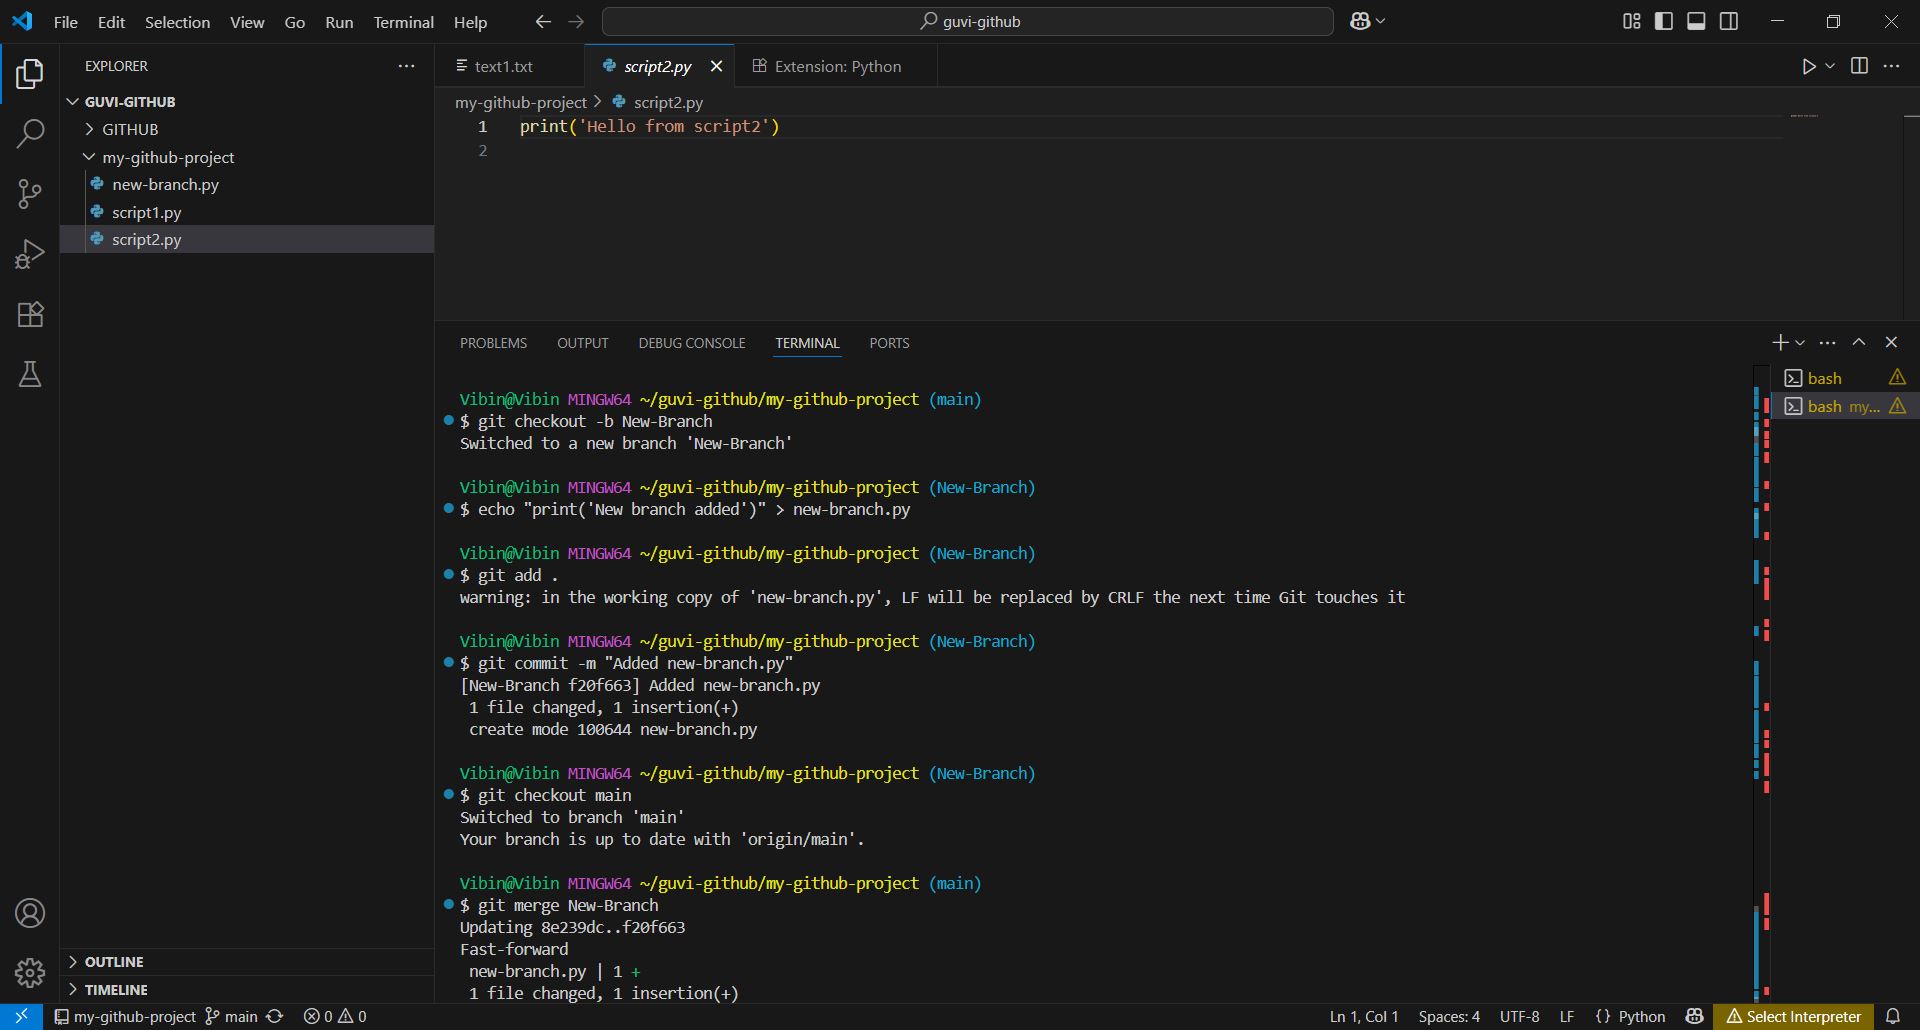 File Edit Selection View Go Run Terminal Help
guvi-github
EXPLORER
GUVI-GITHUB
GITHUB
my-github-project
new-branch.py
script1.py
script2.py
OUTLINE
TIMELINE
text1.txt
script2.py
Extension: Python
my-github-project > script2.py
1 print('Hello from script2')
2
PROBLEMS OUTPUT DEBUG CONSOLE TERMINAL PORTS
bash
bash my...
Vibin@Vibin MINGW64 ~/guvi-github/my-github-project (main)
$ git checkout -b New-Branch
Switched to a new branch 'New-Branch'
Vibin@Vibin MINGW64 ~/guvi-github/my-github-project (New-Branch)
$ echo "print('New branch added')" > new-branch.py
Vibin@Vibin MINGW64 ~/guvi-github/my-github-project (New-Branch)
$ git add .
warning: in the working copy of 'new-branch.py', LF will be replaced by CRLF the next time Git touches it
Vibin@Vibin MINGW64 ~/guvi-github/my-github-project (New-Branch)
$ git commit -m "Added new-branch.py"
[New-Branch f20f663] Added new-branch.py
1 file changed, 1 insertion(+)
create mode 100644 new-branch.py
Vibin@Vibin MINGW64 ~/guvi-github/my-github-project (New-Branch)
$ git checkout main
Switched to branch 'main'
Your branch is up to date with 'origin/main'.
Vibin@Vibin MINGW64 ~/guvi-github/my-github-project (main)
$ git merge New-Branch
Updating 8e239dc..f20f663
Fast-forward
new-branch.py | 1 +
1 file changed, 1 insertion(+)
my-github-project main 0 0 Ln 1, Col 1 Spaces: 4 UTF-8 LF {} Python Select Interpreter